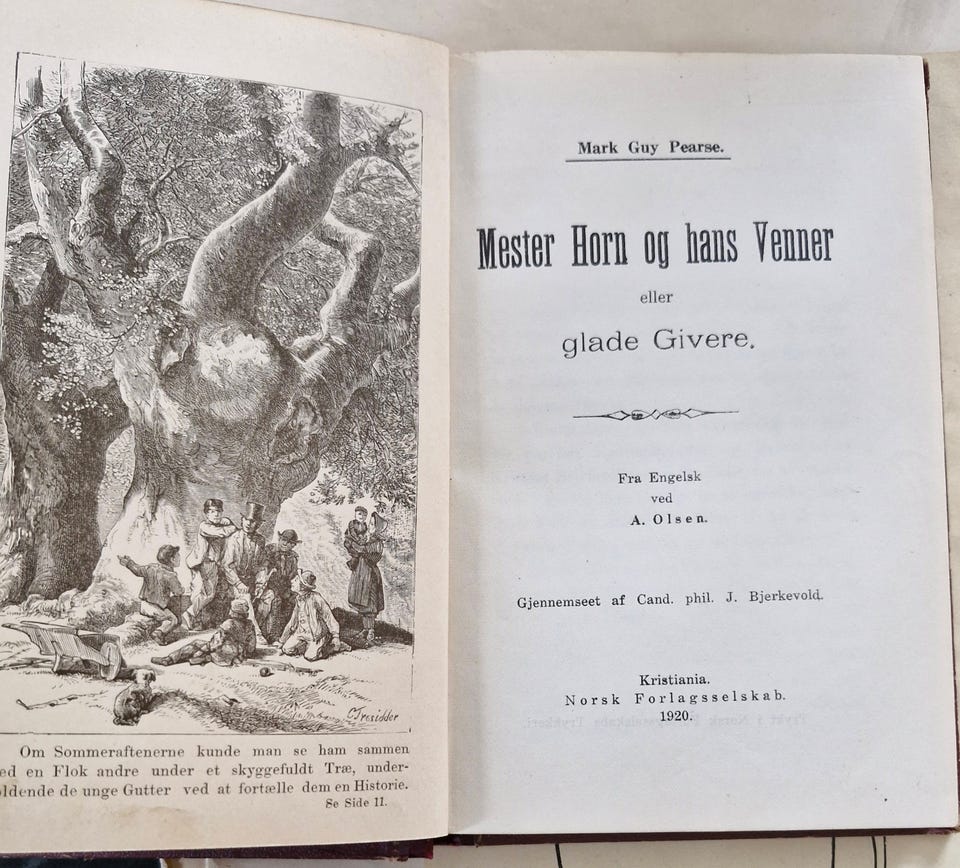 C. Tresidder
Om Sommeraftenerne kunde man se ham sammen
en Flok andre under et skyggefuldt Træ, under-
de unge Gutter ved at fortælle dem en Historie.
Se Side 11.
Mark Guy Pearse.
Mester Horn og hans Venner
eller
glade Givere.
Fra Engelsk
ved
A. Olsen.
Gjennemseet af Cand. phil. J. Bjerkevold.
Kristiania.
Norsk Forlagsselskab.
1920.